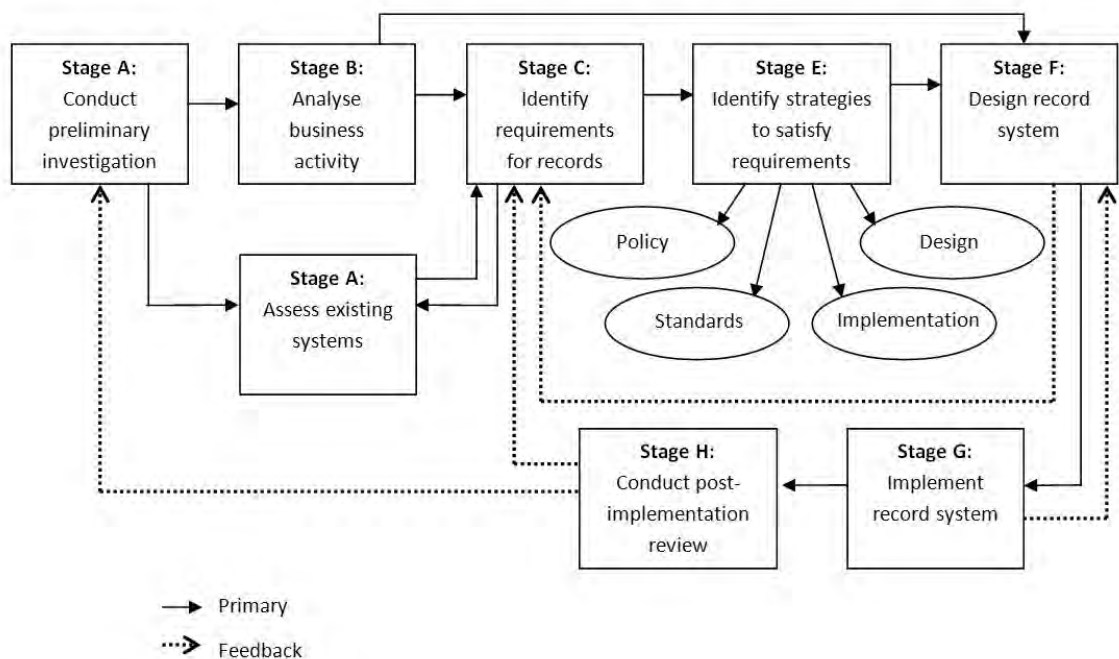 Stage A:
Conduct
preliminary
investigation
Stage B:
Analyse
business
activity
Stage C:
Identify
requirements
for records
Stage E:
Identify strategies
to satisfy
requirements
Stage F:
Design record
system
Stage A:
Assess existing
systems
Policy
Design
Standards
Implementation
Stage H:
Conduct post-
implementation
review
Stage G:
Implement
record system
Primary
Feedback